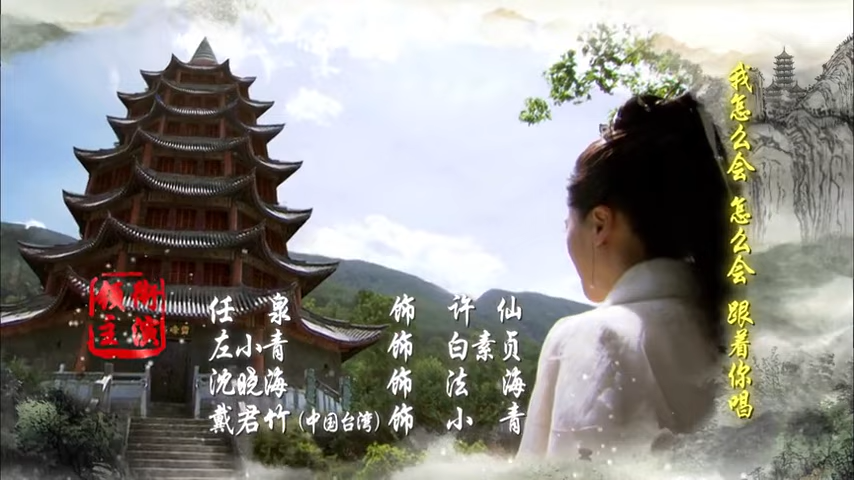 我怎么会 怎么会 跟着你唱
领衔主演
任泉 饰 许仙
左小青 饰 白素贞
沈晓海 饰 法海
戴君竹(中国台湾) 饰 小青